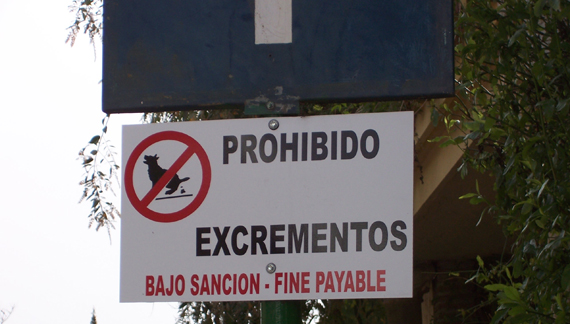 PROHIBIDO
EXCREMENTOS
BAJO SANCION - FINE PAYABLE